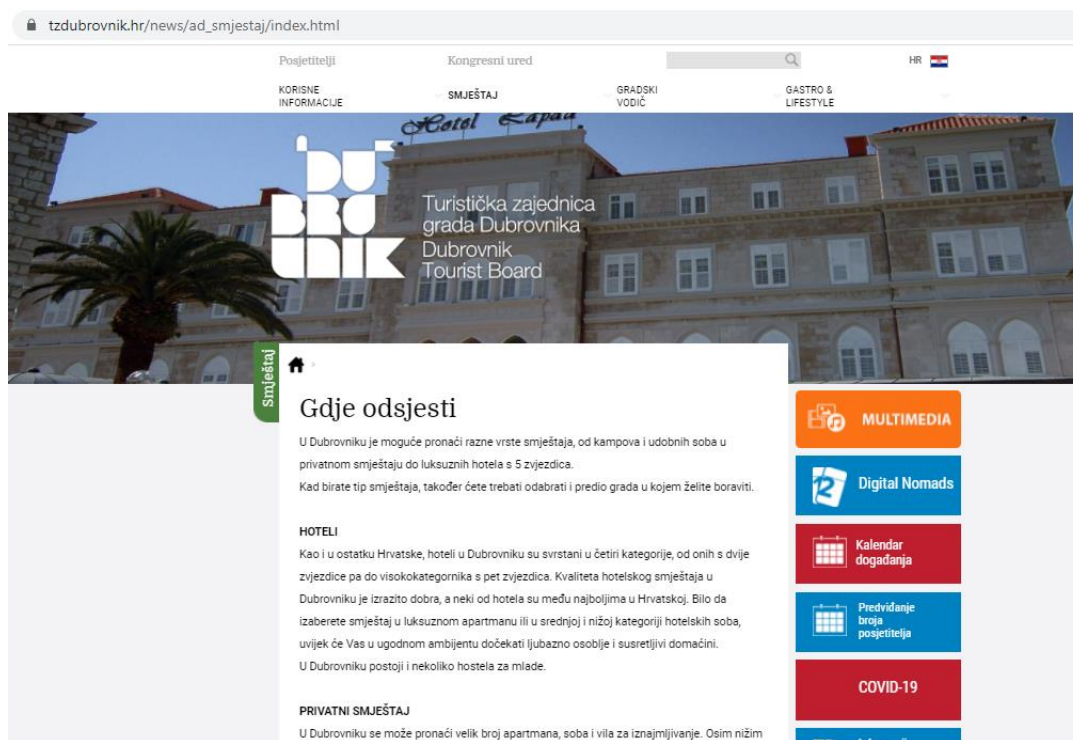 tzdubrovnik.hr/news/ad_smjestaj/index.html
Posjetitelji
Kongresni ured
HR
KORISNE
INFORMACIJE
SMJEŠTAJ
GRADSKI
VODIČ
GASTRO &
LIFESTYLE
Hotel Lapad
DU
BRO
VNIK
Turistička zajednica
grada Dubrovnika
Dubrovnik
Tourist Board
Smještaj
Gdje odsjesti
U Dubrovniku je moguće pronaći razne vrste smještaja, od kampova i udobnih soba u
privatnom smještaju do luksuznih hotela s 5 zvjezdica.
Kad birate tip smještaja, također ćete trebati odabrati i predio grada u kojem želite boraviti.
HOTELI
Kao i u ostatku Hrvatske, hoteli u Dubrovniku su svrstani u četiri kategorije, od onih s dvije
zvjezdice pa do visokokategornika s pet zvjezdica. Kvaliteta hotelskog smještaja u
Dubrovniku je izrazito dobra, a neki od hotela su među najboljima u Hrvatskoj. Bilo da
izaberete smještaj u luksuznom apartmanu ili u srednjoj i nižoj kategoriji hotelskih soba,
uvijek će Vas u ugodnom ambijentu dočekati ljubazno osoblje i susretljivi domaćini.
U Dubrovniku postoji i nekoliko hostela za mlade.
PRIVATNI SMJEŠTAJ
U Dubrovniku se može pronaći velik broj apartmana, soba i vila za iznajmljivanje. Osim nižim
MULTIMEDIA
Digital Nomads
Kalendar
događanja
Predviđanje
broja
posjetitelja
COVID-19